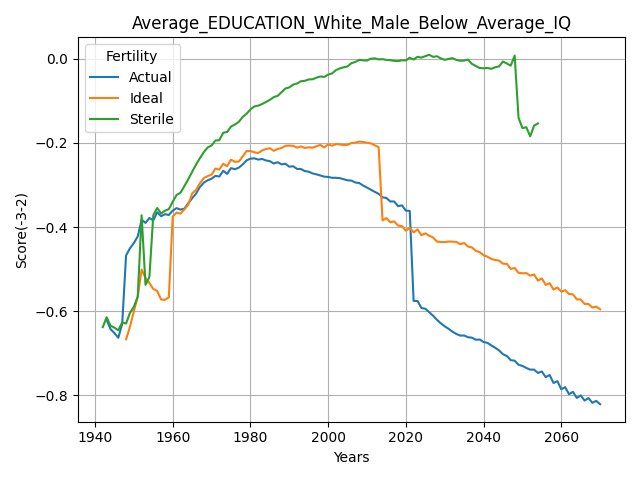 Average_EDUCATION_White_Male_Below_Average_IQ
Fertility
Actual
Ideal
Sterile
Score(-3-2)
0.0
−0.2
−0.4
−0.6
−0.8
1940 1960 1980 2000 2020 2040 2060
Years